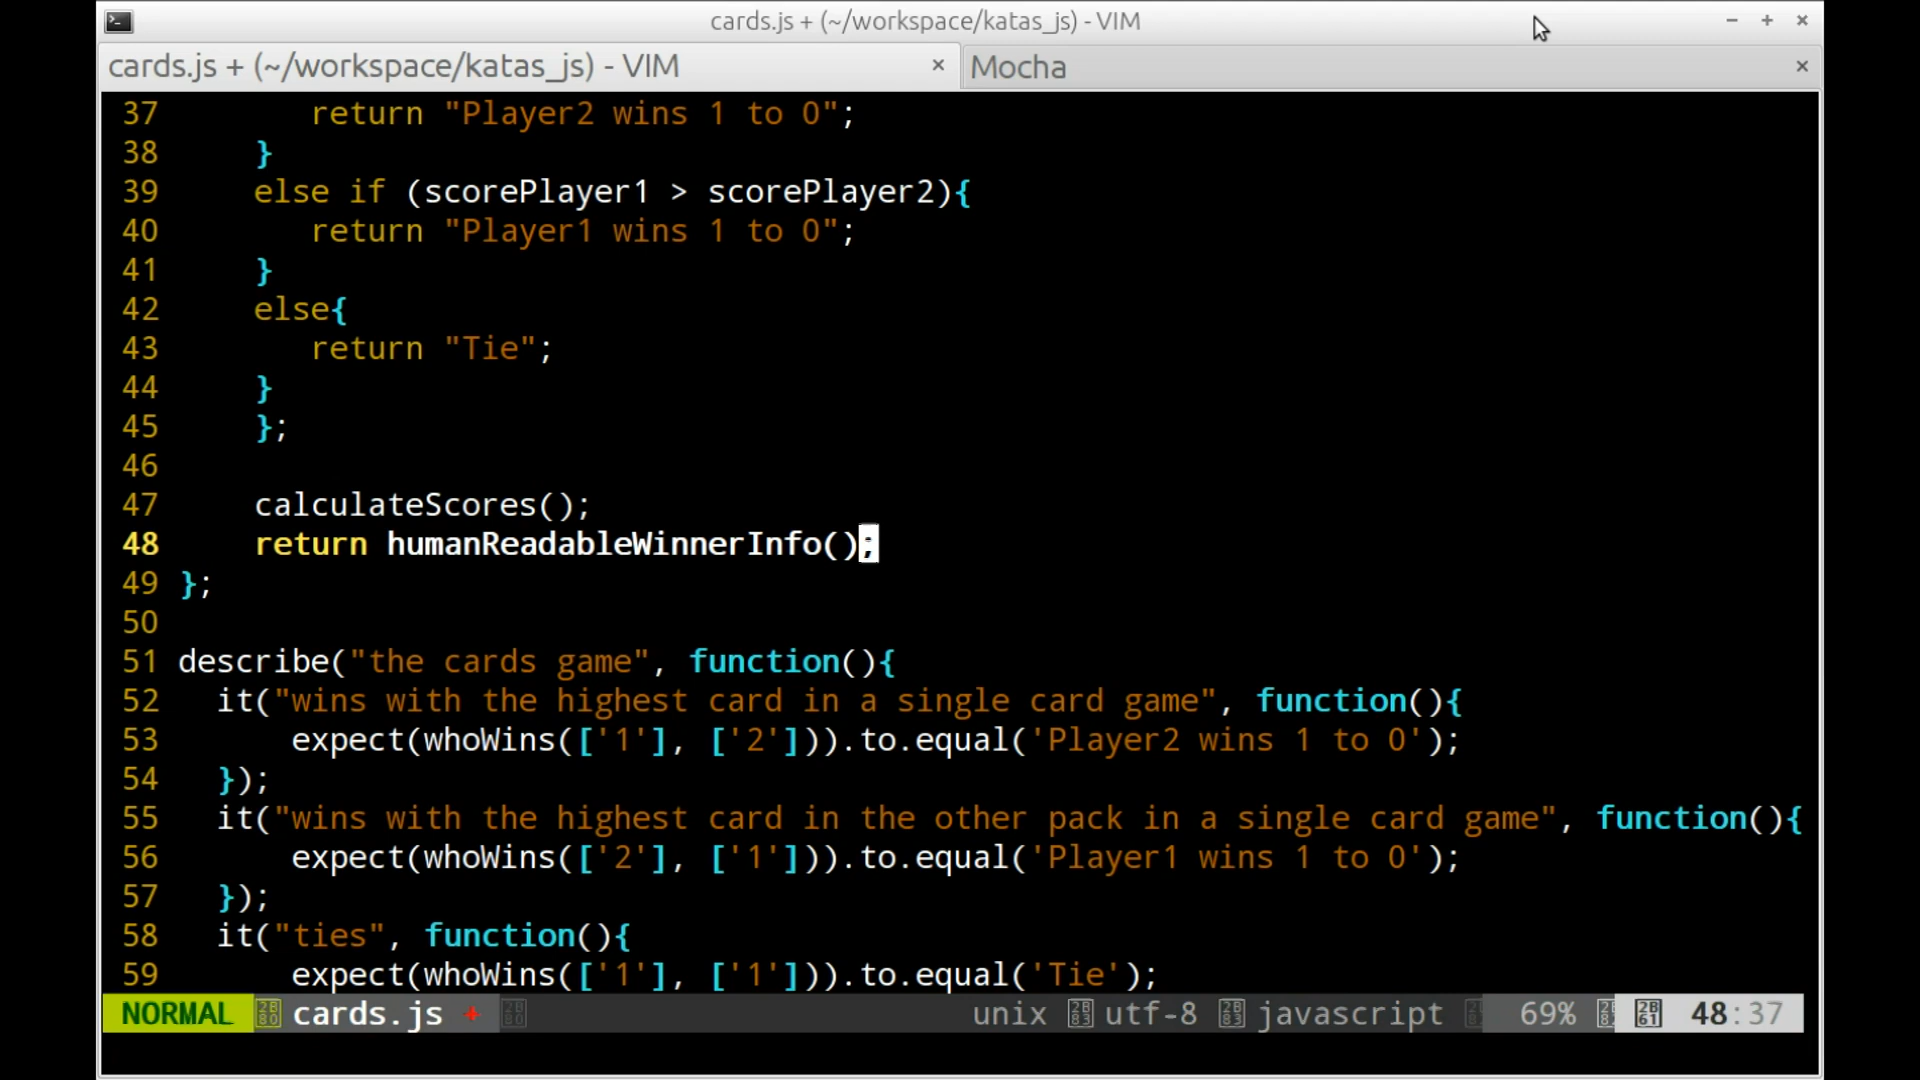 cards.js + (~/workspace/katas_js) - VIM
cards.js + (~/workspace/katas_js) - VIM
Mocha
37         return "Player2 wins 1 to 0";
38      }
39      else if (scorePlayer1 > scorePlayer2){
40         return "Player1 wins 1 to 0";
41      }
42      else{
43         return "Tie";
44      }
45      };
46
47      calculateScores();
48      return humanReadableWinnerInfo();
49  };
50
51  describe("the cards game", function(){
52    it("wins with the highest card in a single card game", function(){
53        expect(whoWins(['1'], ['2'])).to.equal('Player2 wins 1 to 0');
54    });
55    it("wins with the highest card in the other pack in a single card game", function(){
56        expect(whoWins(['2'], ['1'])).to.equal('Player1 wins 1 to 0');
57    });
58    it("ties", function(){
59        expect(whoWins(['1'], ['1'])).to.equal('Tie');
NORMAL cards.js + unix utf-8 javascript 69% 48:37